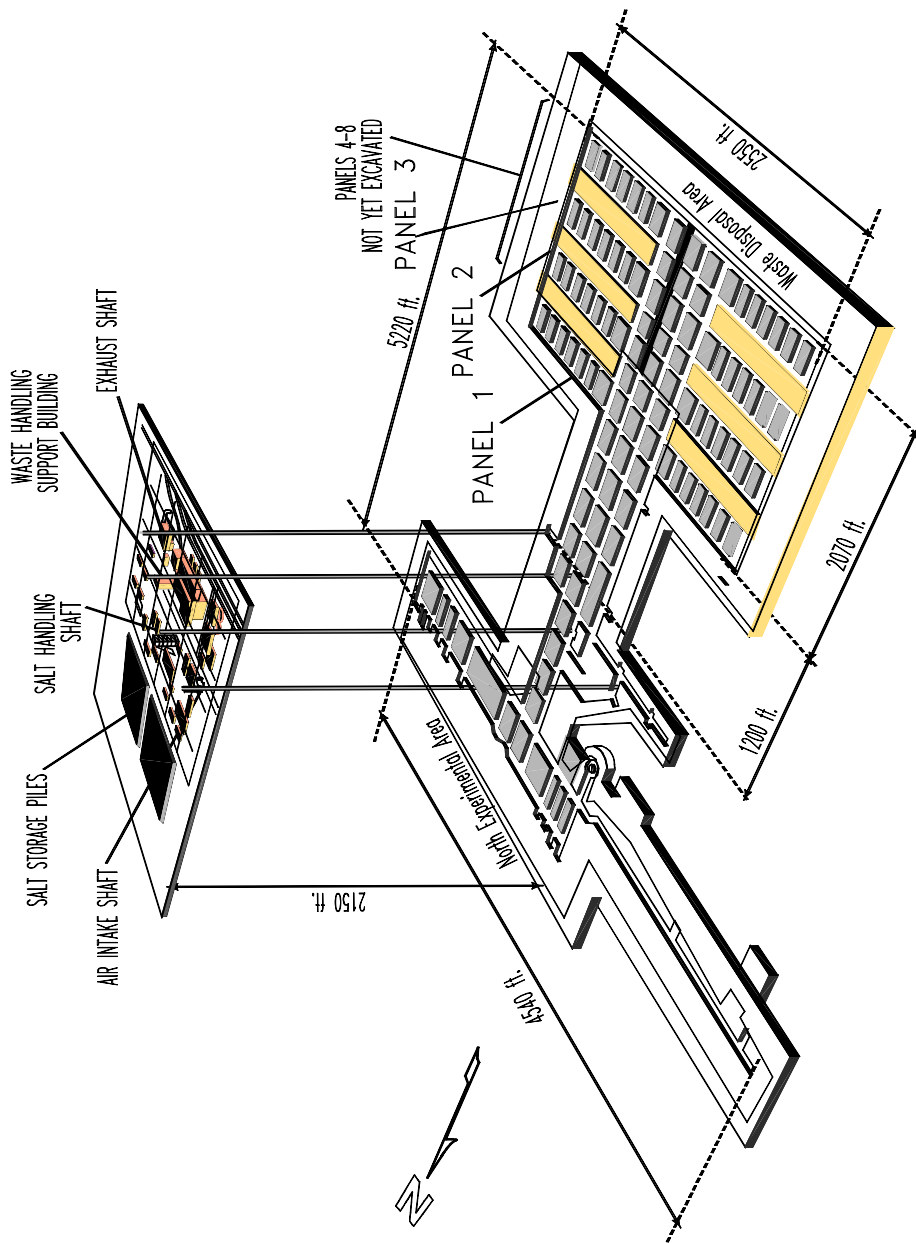 SALT STORAGE PILES
AIR INTAKE SHAFT
SALT HANDLING
SHAFT
WASTE HANDLING
SUPPORT BUILDING
EXHAUST SHAFT
PANELS 4-8
NOT YET EXCAVATED
PANEL 3
PANEL 2
PANEL 1
5220 ft.
2550 ft.
Waste Disposal Area
2070 ft.
1200 ft.
2150 ft.
North Experimental Area
4540 ft.
N